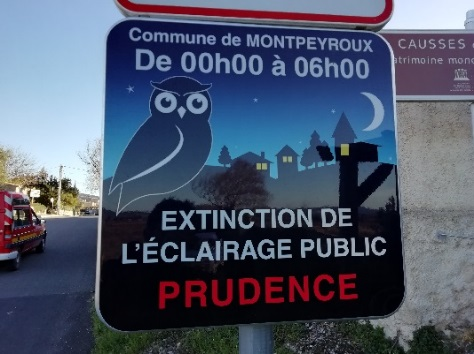 Commune de MONTPEYROUX
De 00h00 à 06h00
EXTINCTION DE
L'ÉCLAIRAGE PUBLIC
PRUDENCE
CAUSSES